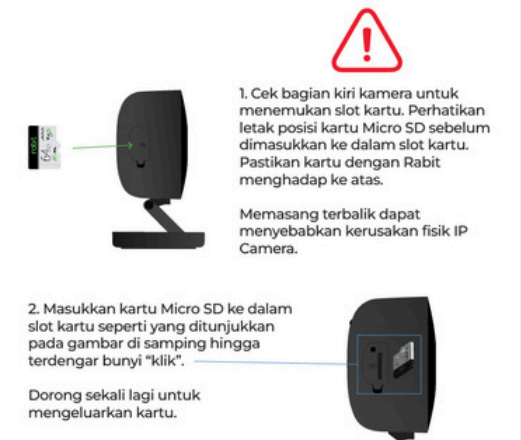 1. Cek bagian kiri kamera untuk
menemukan slot kartu. Perhatikan
letak posisi kartu Micro SD sebelum
dimasukkan ke dalam slot kartu.
Pastikan kartu dengan Rabit
menghadap ke atas.
Memasang terbalik dapat
menyebabkan kerusakan fisik IP
Camera.
rabit
64
2. Masukkan kartu Micro SD ke dalam
slot kartu seperti yang ditunjukkan
pada gambar di samping hingga
terdengar bunyi “klik”.
Dorong sekali lagi untuk
mengeluarkan kartu.